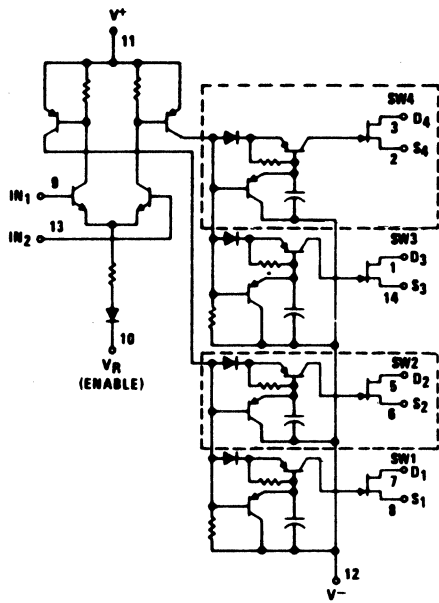 V+
11
SW4
D4
3
S4
2
9
IN1
13
IN2
SW3
D3
1
14
S3
10
VR
(ENABLE)
SW2
D2
5
S2
6
SW1
D1
7
S1
8
12
V−